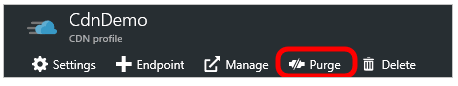 CdnDemo
CDN profile
Settings Endpoint Manage Purge Delete